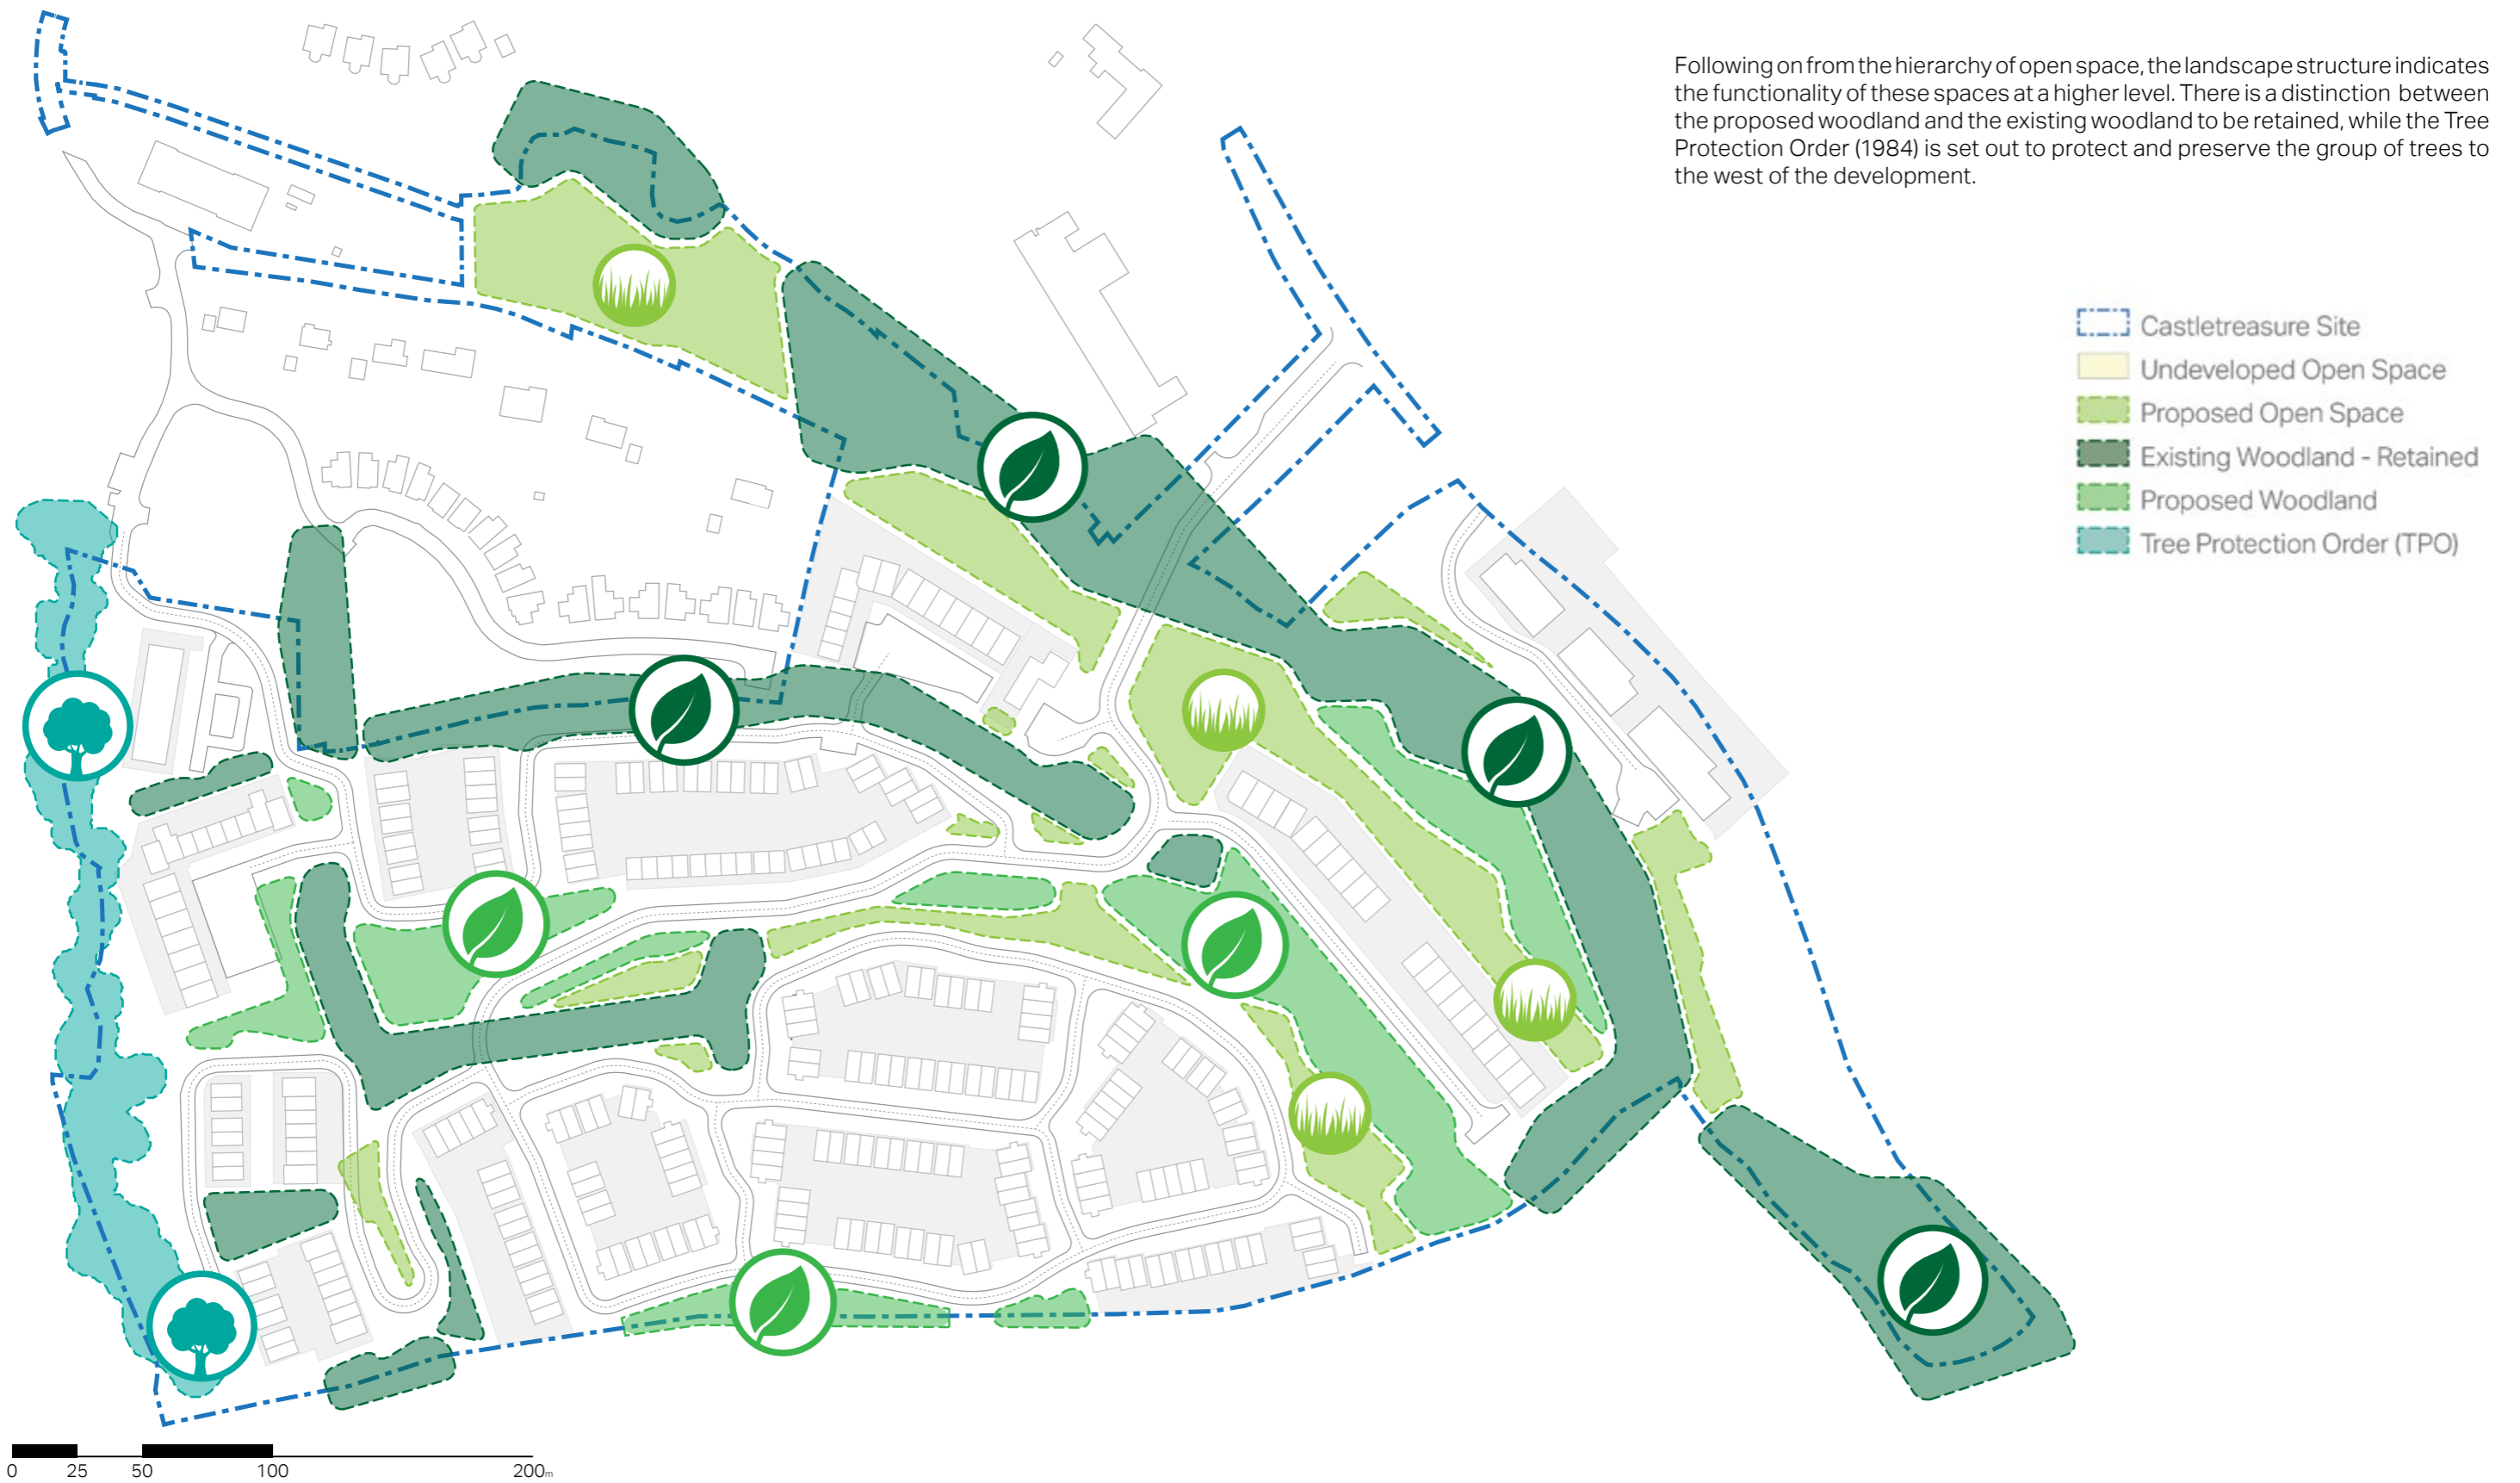 Following on from the hierarchy of open space, the landscape structure indicates
the functionality of these spaces at a higher level. There is a distinction between
the proposed woodland and the existing woodland to be retained, while the Tree
Protection Order (1984) is set out to protect and preserve the group of trees to
the west of the development.
Castletreasure Site
Undeveloped Open Space
Proposed Open Space
Existing Woodland - Retained
Proposed Woodland
Tree Protection Order (TPO)
0 25 50 100 200m